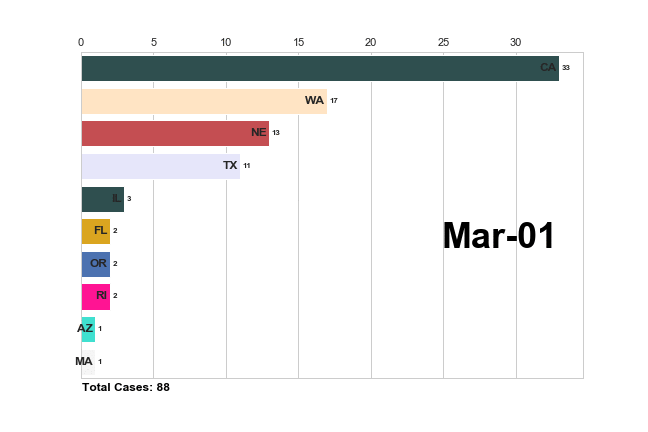 0 5 10 15 20 25 30
CA 33
WA 17
NE 13
TX 11
IL 3
FL 2
Mar-01
OR 2
RI 2
AZ 1
MA 1
Total Cases: 88